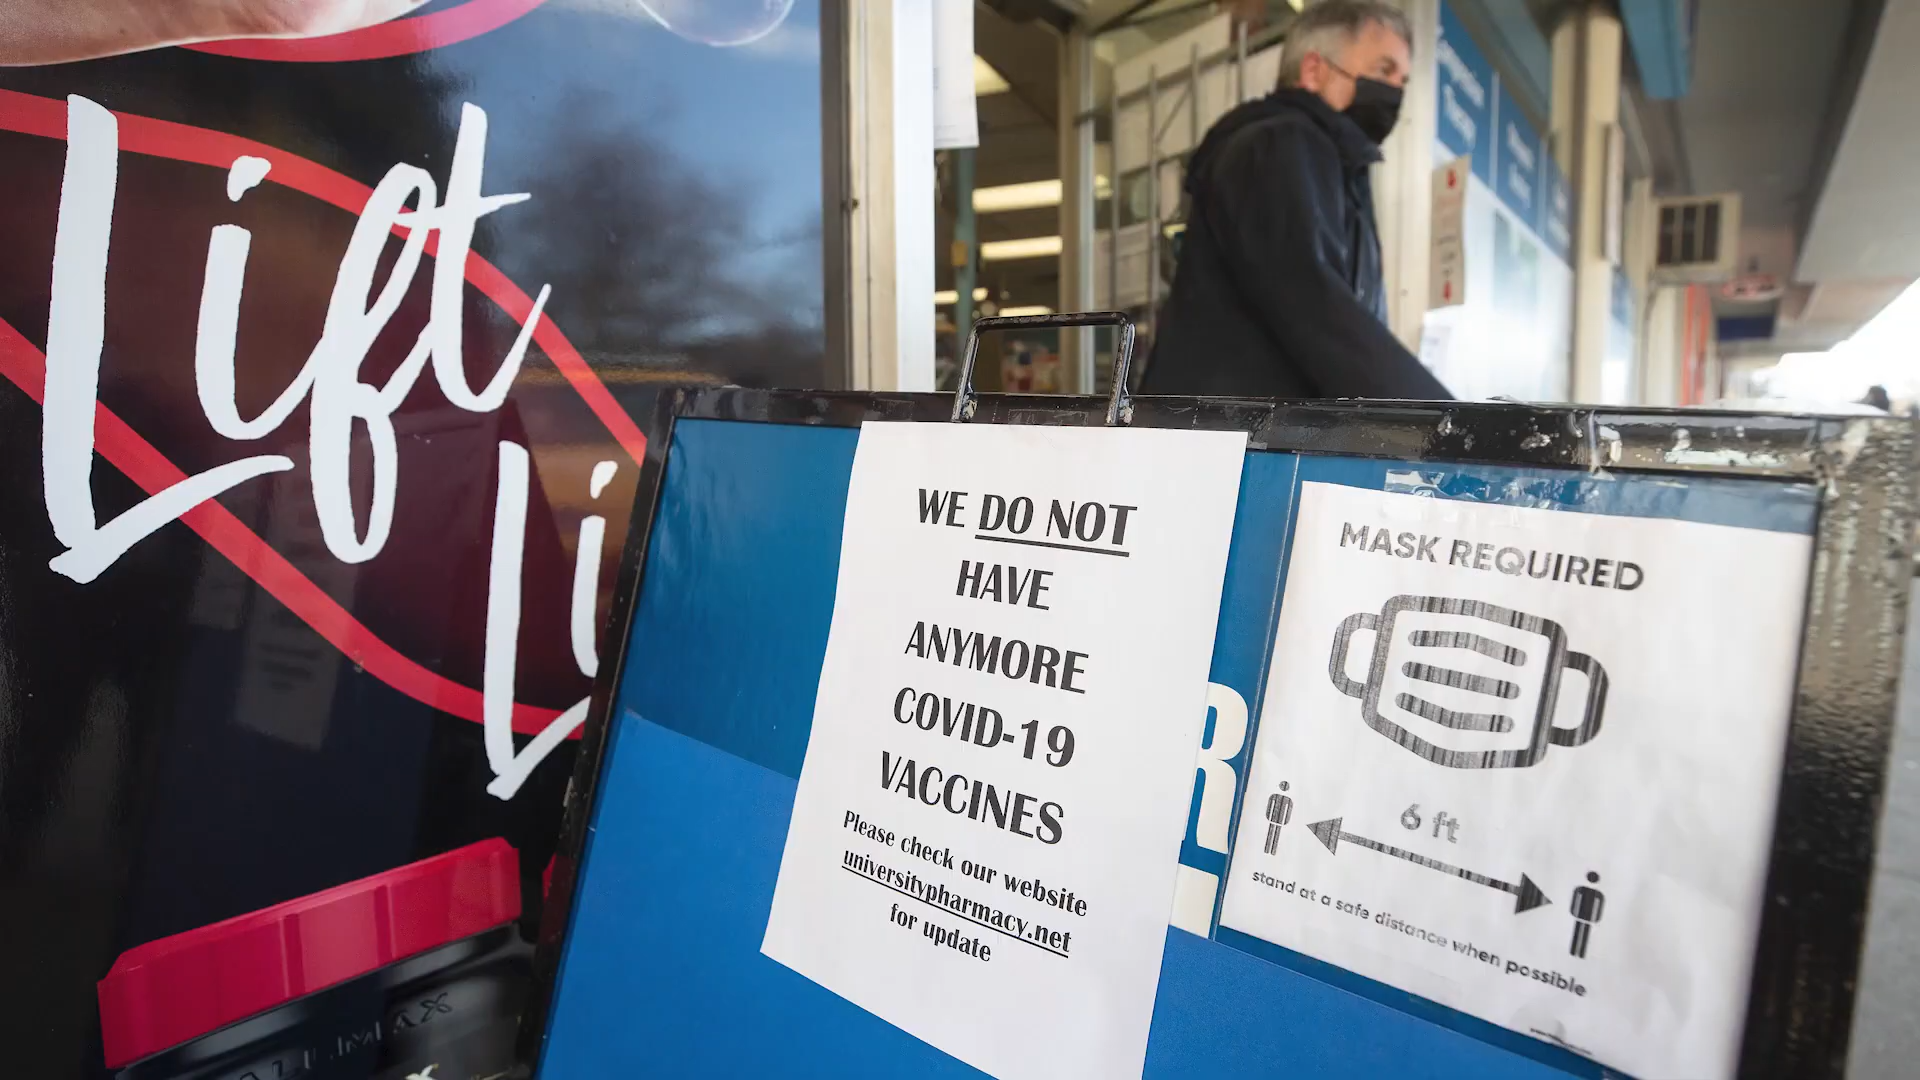 Lift
Li
WE DO NOT
HAVE
ANYMORE
COVID-19
VACCINES
Please check our website
universitypharmacy.net
for update
MASK REQUIRED
6 ft
stand at a safe distance when possible
R